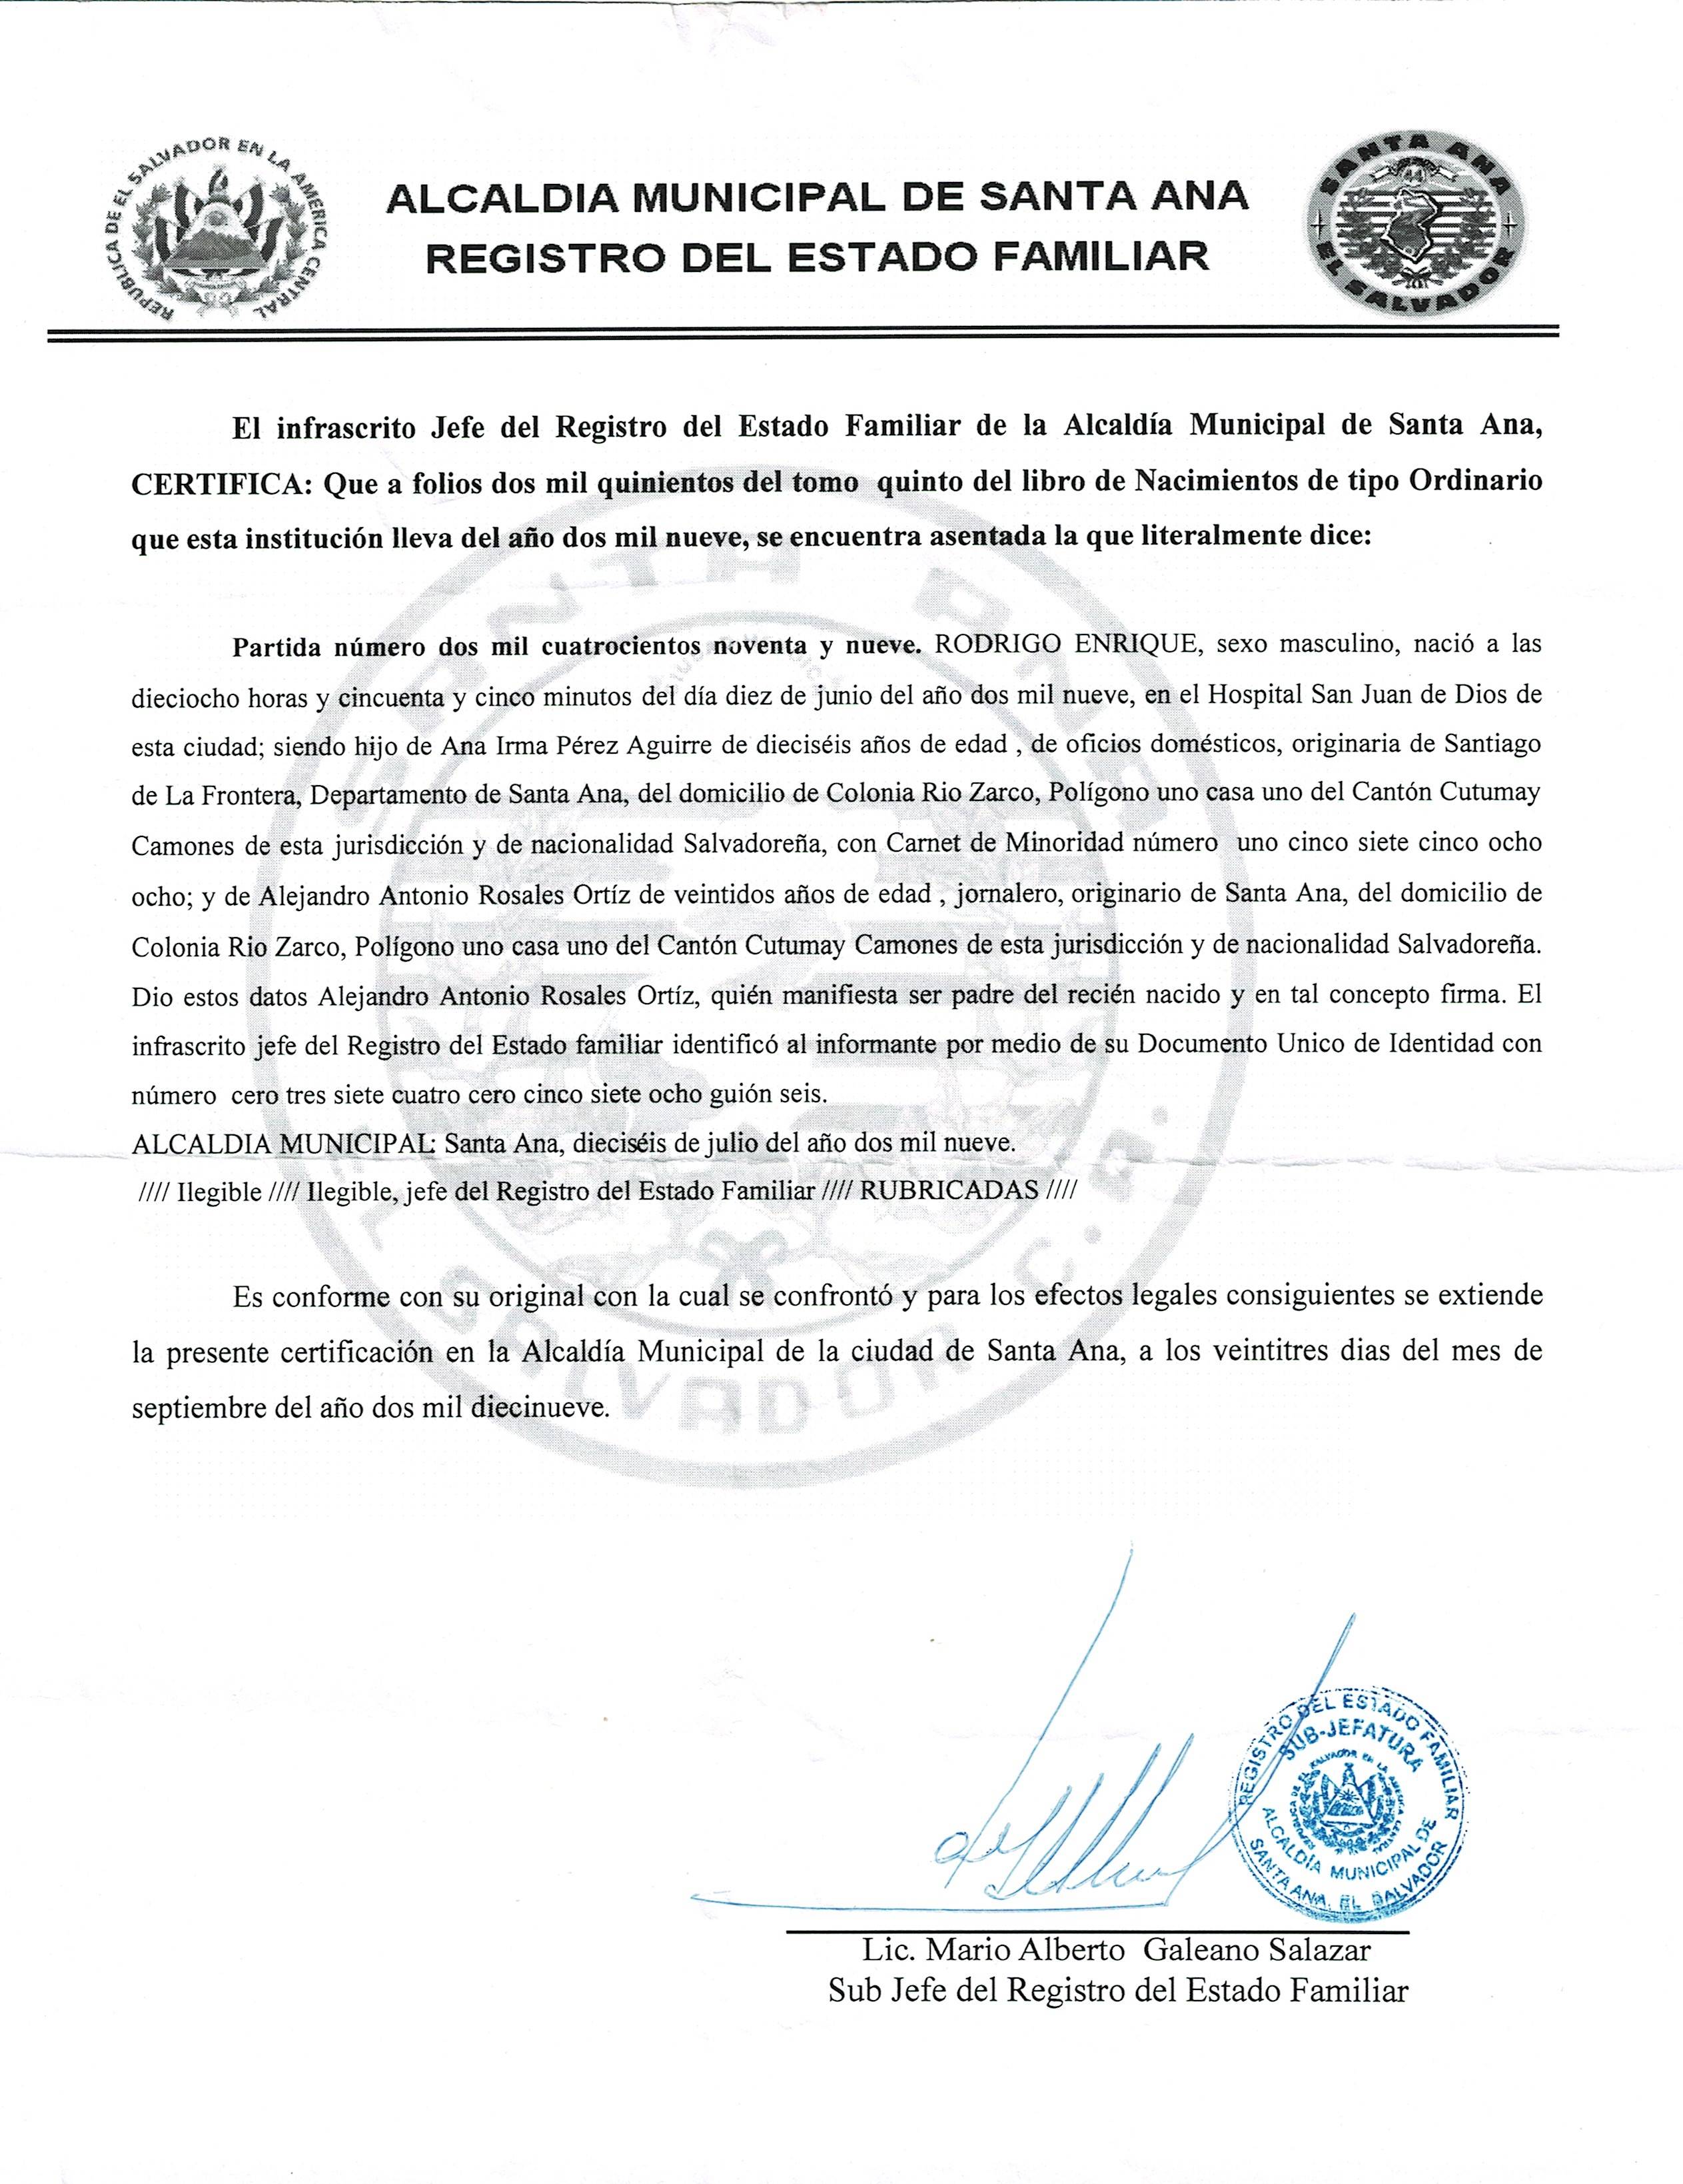 REPUBLICA DE EL SALVADOR EN LA AMERICA CENTRAL
ALCALDIA MUNICIPAL DE SANTA ANA
REGISTRO DEL ESTADO FAMILIAR
SANTA ANA
EL SALVADOR
El infrascrito Jefe del Registro del Estado Familiar de la Alcaldía Municipal de Santa Ana,
CERTIFICA: Que a folios dos mil quinientos del tomo quinto del libro de Nacimientos de tipo Ordinario
que esta institución lleva del año dos mil nueve, se encuentra asentada la que literalmente dice:
Partida número dos mil cuatrocientos noventa y nueve. RODRIGO ENRIQUE, sexo masculino, nació a las
dieciocho horas y cincuenta y cinco minutos del día diez de junio del año dos mil nueve, en el Hospital San Juan de Dios de
esta ciudad; siendo hijo de Ana Irma Pérez Aguirre de dieciséis años de edad , de oficios domésticos, originaria de Santiago
de La Frontera, Departamento de Santa Ana, del domicilio de Colonia Rio Zarco, Polígono uno casa uno del Cantón Cutumay
Camones de esta jurisdicción y de nacionalidad Salvadoreña, con Carnet de Minoridad número uno cinco siete cinco ocho
ocho; y de Alejandro Antonio Rosales Ortíz de veintidos años de edad , jornalero, originario de Santa Ana, del domicilio de
Colonia Rio Zarco, Polígono uno casa uno del Cantón Cutumay Camones de esta jurisdicción y de nacionalidad Salvadoreña.
Dio estos datos Alejandro Antonio Rosales Ortíz, quién manifiesta ser padre del recién nacido y en tal concepto firma. El
infrascrito jefe del Registro del Estado familiar identificó al informante por medio de su Documento Unico de Identidad con
número cero tres siete cuatro cero cinco siete ocho guión seis.
ALCALDIA MUNICIPAL: Santa Ana, dieciséis de julio del año dos mil nueve.
//// Ilegible //// Ilegible, jefe del Registro del Estado Familiar //// RUBRICADAS ////
Es conforme con su original con la cual se confrontó y para los efectos legales consiguientes se extiende
la presente certificación en la Alcaldía Municipal de la ciudad de Santa Ana, a los veintitres dias del mes de
septiembre del año dos mil diecinueve.
REGISTRO DEL ESTADO FAMILIAR
SUB-JEFATURA
ALCALDÍA MUNICIPAL DE
SANTA ANA, EL SALVADOR
Lic. Mario Alberto Galeano Salazar
Sub Jefe del Registro del Estado Familiar